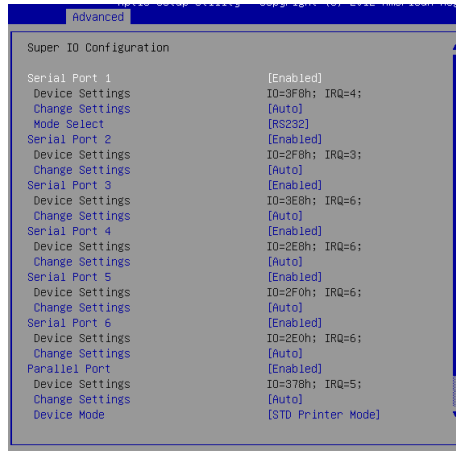 Advanced
Super IO Configuration
Serial Port 1 [Enabled]
Device Settings IO=3F8h; IRQ=4;
Change Settings [Auto]
Mode Select [RS232]
Serial Port 2 [Enabled]
Device Settings IO=2F8h; IRQ=3;
Change Settings [Auto]
Serial Port 3 [Enabled]
Device Settings IO=3E8h; IRQ=6;
Change Settings [Auto]
Serial Port 4 [Enabled]
Device Settings IO=2E8h; IRQ=6;
Change Settings [Auto]
Serial Port 5 [Enabled]
Device Settings IO=2F0h; IRQ=6;
Change Settings [Auto]
Serial Port 6 [Enabled]
Device Settings IO=2E0h; IRQ=6;
Change Settings [Auto]
Parallel Port [Enabled]
Device Settings IO=378h; IRQ=5;
Change Settings [Auto]
Device Mode [STD Printer Mode]